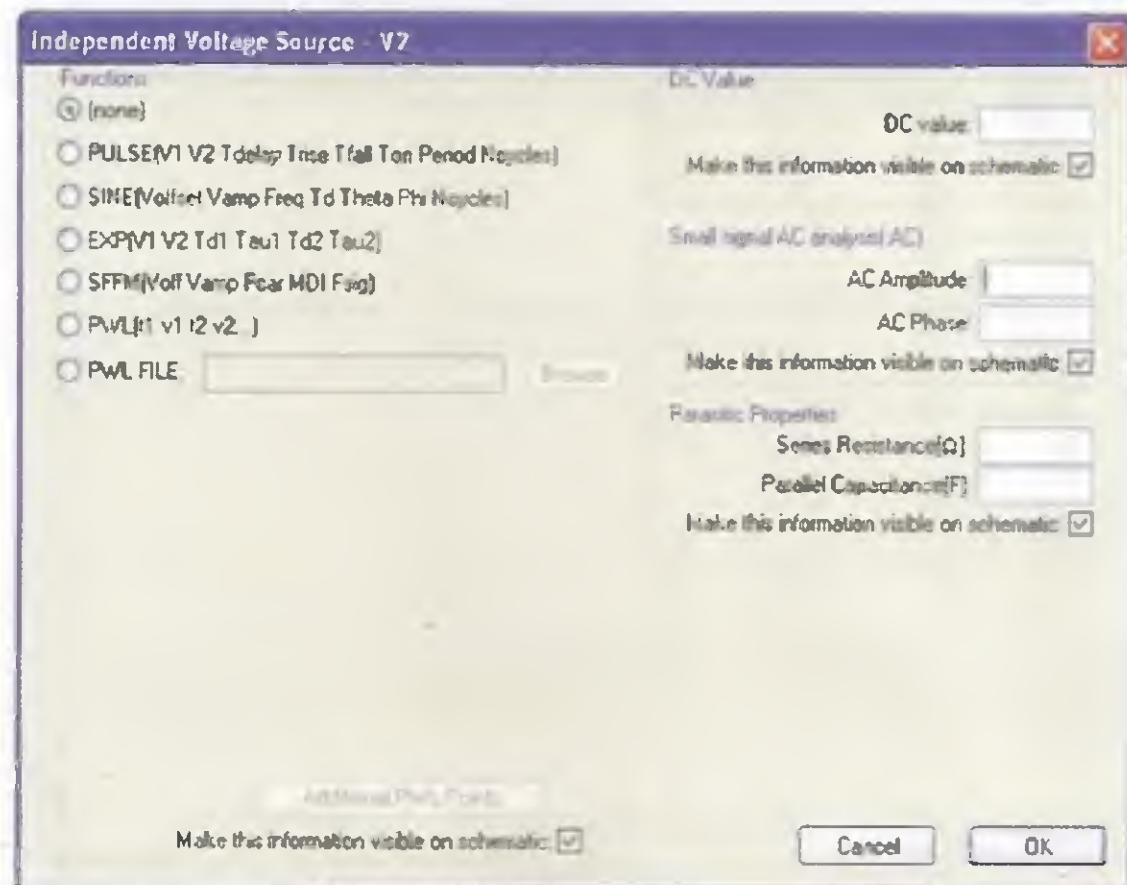 Independent Voltage Source - V2
Functions
(none)
PULSE(V1 V2 Tdelay Trise Tfall Ton Period Ncycles)
SINE(Voffset Vamp Freq Td Theta Phi Ncycles)
EXP(V1 V2 Td1 Tau1 Td2 Tau2)
SFFM(Voff Vamp Fcar MDI Fsig)
PWL(t1 v1 t2 v2...)
PWL FILE
Browse
Additional PWL Points
Make this information visible on schematic:
DC Value
DC value:
Make this information visible on schematic:
Small signal AC analysis(.AC)
AC Amplitude:
AC Phase:
Make this information visible on schematic:
Parasitic Properties
Series Resistance[Ω]:
Parallel Capacitance[F]:
Make this information visible on schematic:
Cancel
OK